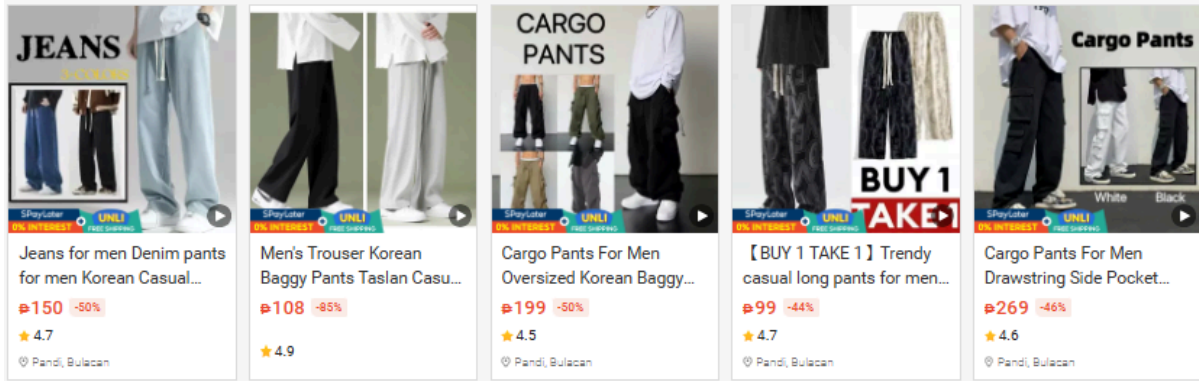 JEANS
3 COLORS
SPayLater
0% INTEREST
UNLI
FREE SHIPPING
Jeans for men Denim pants
for men Korean Casual...
₱150 -50%
4.7
Pandi, Bulacan
SPayLater
0% INTEREST
UNLI
FREE SHIPPING
Men's Trouser Korean
Baggy Pants Taslan Casu...
₱108 -85%
4.9
CARGO
PANTS
SPayLater
0% INTEREST
UNLI
FREE SHIPPING
Cargo Pants For Men
Oversized Korean Baggy...
₱199 -50%
4.5
Pandi, Bulacan
BUY 1
TAKE 1
SPayLater
0% INTEREST
UNLI
FREE SHIPPING
【BUY 1 TAKE 1】Trendy
casual long pants for men...
₱99 -44%
4.7
Pandi, Bulacan
Cargo Pants
White Black
SPayLater
0% INTEREST
UNLI
FREE SHIPPING
Cargo Pants For Men
Drawstring Side Pocket...
₱269 -46%
4.6
Pandi, Bulacan